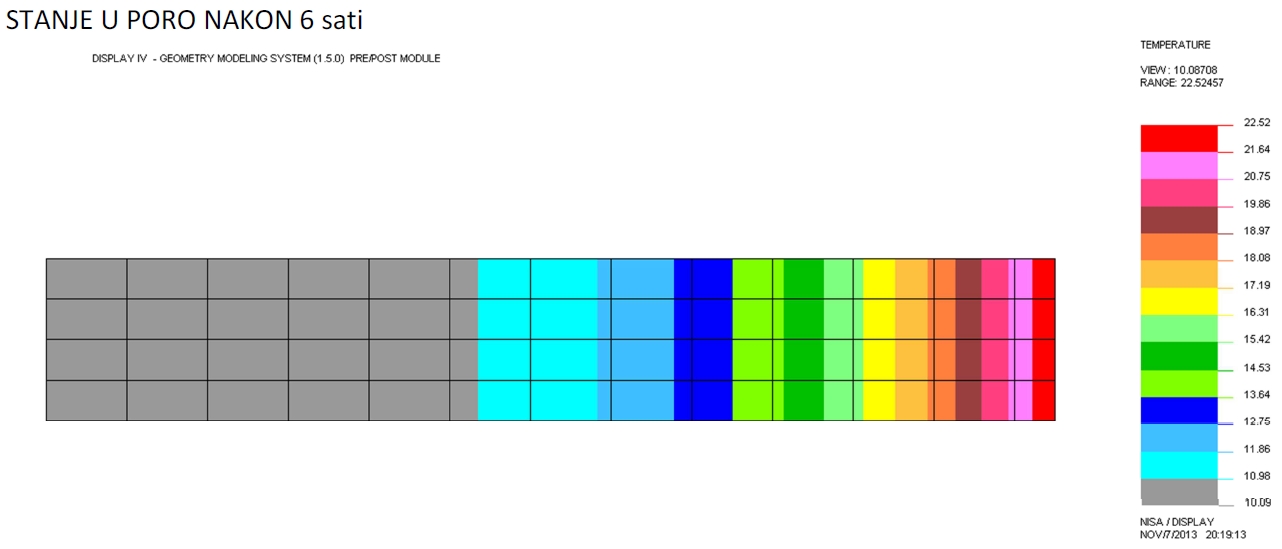 STANJE U PORO NAKON 6 sati
DISPLAY IV - GEOMETRY MODELING SYSTEM (1.5.0) PRE/POST MODULE
TEMPERATURE
VIEW : 10.08708
RANGE: 22.52457
22.52
21.64
20.75
19.86
18.97
18.08
17.19
16.31
15.42
14.53
13.64
12.75
11.86
10.98
10.09
NISA / DISPLAY
NOV/7/2013 20:19:13